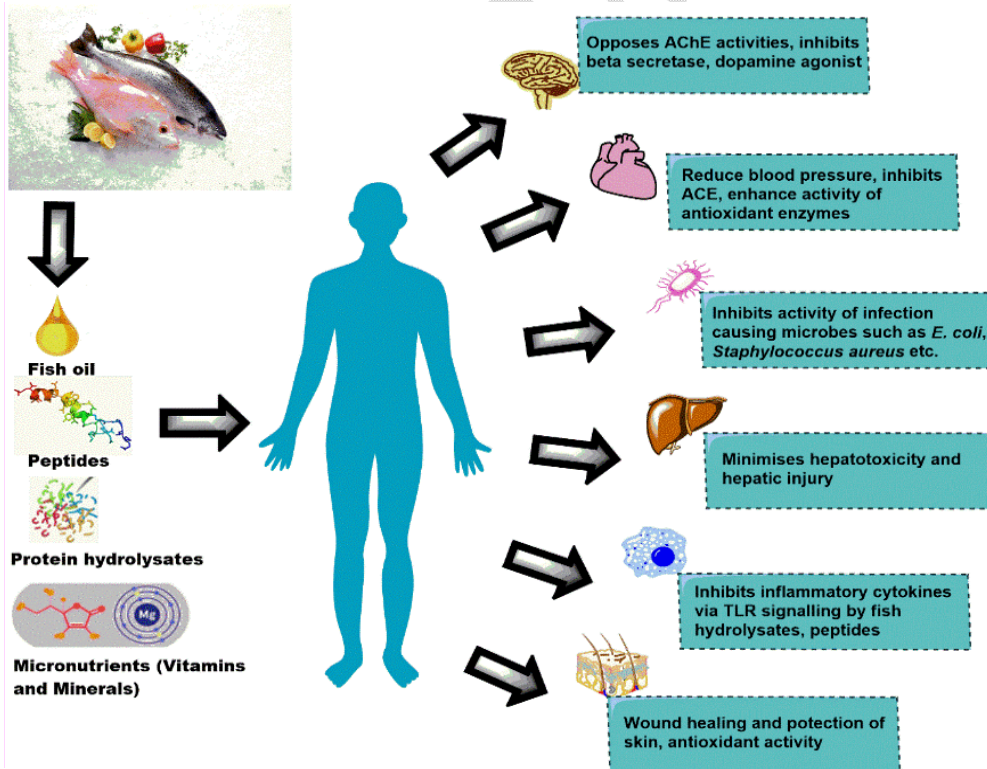 Opposes AChE activities, inhibits
beta secretase, dopamine agonist
Reduce blood pressure, inhibits
ACE, enhance activity of
antioxidant enzymes
Inhibits activity of infection
causing microbes such as E. coli,
Staphylococcus aureus etc.
Minimises hepatotoxicity and
hepatic injury
Inhibits inflammatory cytokines
via TLR signalling by fish
hydrolysates, peptides
Wound healing and potection of
skin, antioxidant activity
Fish oil
Peptides
Protein hydrolysates
Mg
Micronutrients (Vitamins
and Minerals)